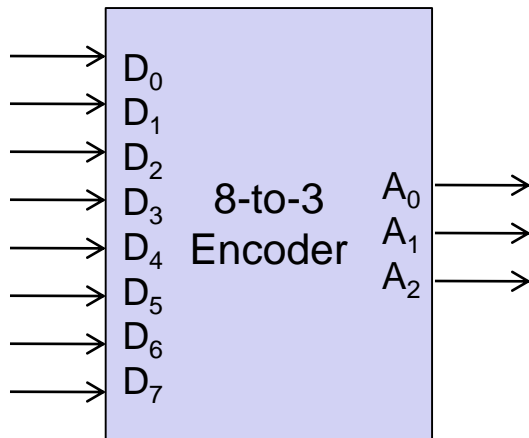 D₀
D₁
D₂
D₃
D₄
D₅
D₆
D₇
8-to-3
Encoder
A₀
A₁
A₂